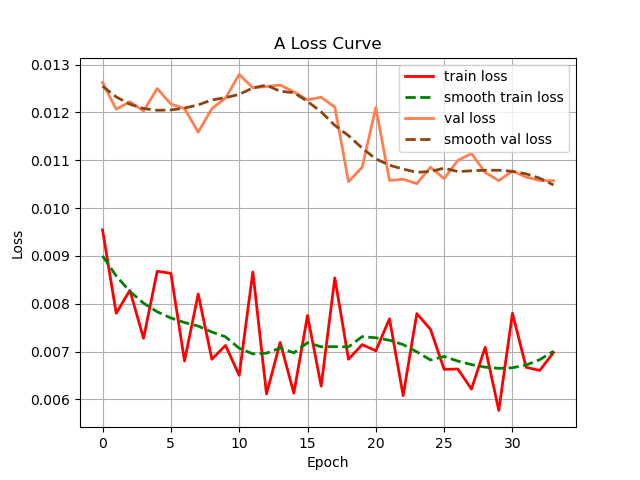 A Loss Curve
0.013
0.012
0.011
0.010
0.009
0.008
0.007
0.006
Loss
train loss
smooth train loss
val loss
smooth val loss
0 5 10 15 20 25 30
Epoch